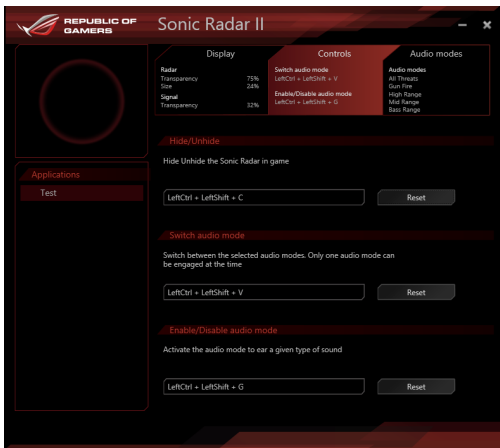 REPUBLIC OF
GAMERS
Sonic Radar II
Display
Radar
Transparency 75%
Size 24%
Signal
Transparency 32%
Controls
Switch audio mode
LeftCtrl + LeftShift + V
Enable/Disable audio mode
LeftCtrl + LeftShift + G
Audio modes
Audio modes
All Threats
Gun Fire
High Range
Mid Range
Bass Range
Applications
Test
Hide/Unhide
Hide Unhide the Sonic Radar in game
LeftCtrl + LeftShift + C
Reset
Switch audio mode
Switch between the selected audio modes. Only one audio mode can
be engaged at the time
LeftCtrl + LeftShift + V
Reset
Enable/Disable audio mode
Activate the audio mode to ear a given type of sound
LeftCtrl + LeftShift + G
Reset